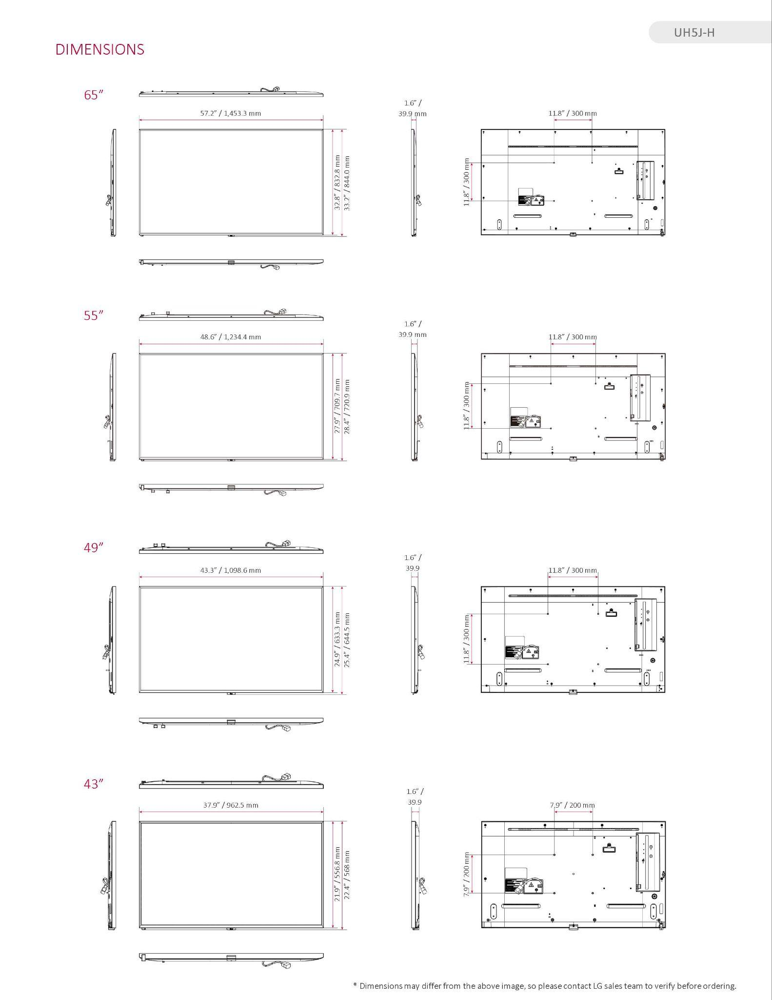 UH5J-H
DIMENSIONS
65”
57.2” / 1,453.3 mm
32.8” / 832.8 mm
33.2” / 844.0 mm
1.6” /
39.9 mm
11.8” / 300 mm
11.8” / 300 mm
55”
48.6” / 1,234.4 mm
27.9” / 709.7 mm
28.4” / 720.9 mm
1.6” /
39.9 mm
11.8” / 300 mm
11.8” / 300 mm
49”
43.3” / 1,098.6 mm
24.9” / 633.3 mm
25.4” / 644.5 mm
1.6” /
39.9
11.8” / 300 mm
11.8” / 300 mm
43”
37.9” / 962.5 mm
21.9” / 556.8 mm
22.4” / 568 mm
1.6” /
39.9
7.9” / 200 mm
7.9” / 200 mm
* Dimensions may differ from the above image, so please contact LG sales team to verify before ordering.